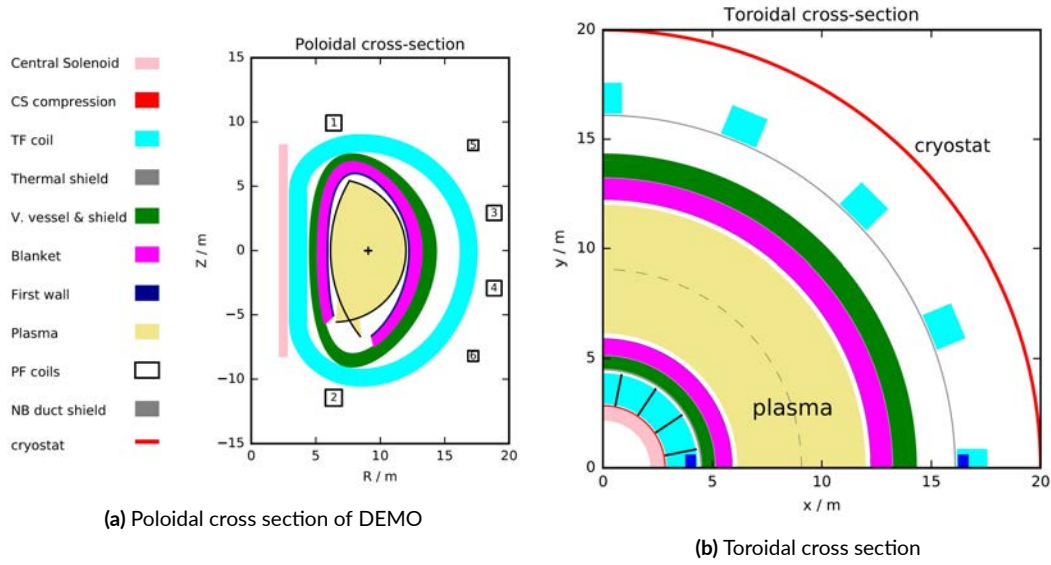 Central Solenoid
CS compression
TF coil
Thermal shield
V. vessel & shield
Blanket
First wall
Plasma
PF coils
NB duct shield
cryostat
Poloidal cross-section
15
10
5
0
−5
−10
−15
Z / m
1
5
3
4
6
2
0
5
10
15
20
R / m
(a) Poloidal cross section of DEMO
Toroidal cross-section
20
15
10
5
0
y / m
cryostat
plasma
0
5
10
15
20
x / m
(b) Toroidal cross section